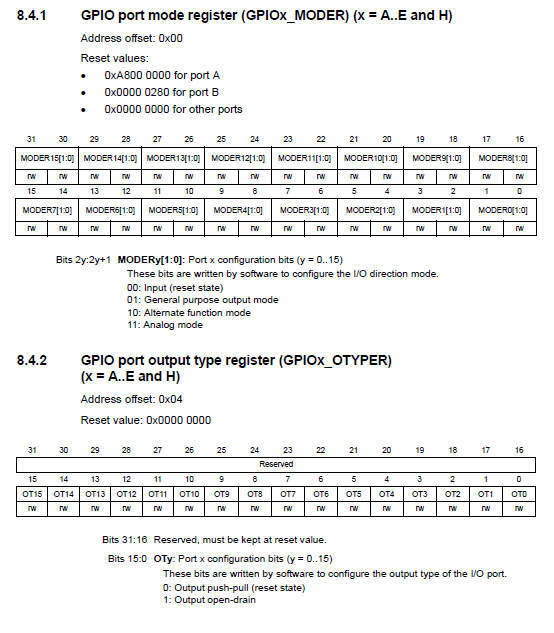 8.4.1 GPIO port mode register (GPIOx_MODER) (x = A..E and H)
Address offset: 0x00
Reset values:
• 0xA800 0000 for port A
• 0x0000 0280 for port B
• 0x0000 0000 for other ports
31 30 29 28 27 26 25 24 23 22 21 20 19 18 17 16
MODER15[1:0] MODER14[1:0] MODER13[1:0] MODER12[1:0] MODER11[1:0] MODER10[1:0] MODER9[1:0] MODER8[1:0]
rw rw rw rw rw rw rw rw rw rw rw rw rw rw rw rw
15 14 13 12 11 10 9 8 7 6 5 4 3 2 1 0
MODER7[1:0] MODER6[1:0] MODER5[1:0] MODER4[1:0] MODER3[1:0] MODER2[1:0] MODER1[1:0] MODER0[1:0]
rw rw rw rw rw rw rw rw rw rw rw rw rw rw rw rw
Bits 2y:2y+1 MODERy[1:0]: Port x configuration bits (y = 0..15)
These bits are written by software to configure the I/O direction mode.
00: Input (reset state)
01: General purpose output mode
10: Alternate function mode
11: Analog mode
8.4.2 GPIO port output type register (GPIOx_OTYPER)
(x = A..E and H)
Address offset: 0x04
Reset value: 0x0000 0000
31 30 29 28 27 26 25 24 23 22 21 20 19 18 17 16
Reserved
15 14 13 12 11 10 9 8 7 6 5 4 3 2 1 0
OT15 OT14 OT13 OT12 OT11 OT10 OT9 OT8 OT7 OT6 OT5 OT4 OT3 OT2 OT1 OT0
rw rw rw rw rw rw rw rw rw rw rw rw rw rw rw rw
Bits 31:16 Reserved, must be kept at reset value.
Bits 15:0 OTy: Port x configuration bits (y = 0..15)
These bits are written by software to configure the output type of the I/O port.
0: Output push-pull (reset state)
1: Output open-drain